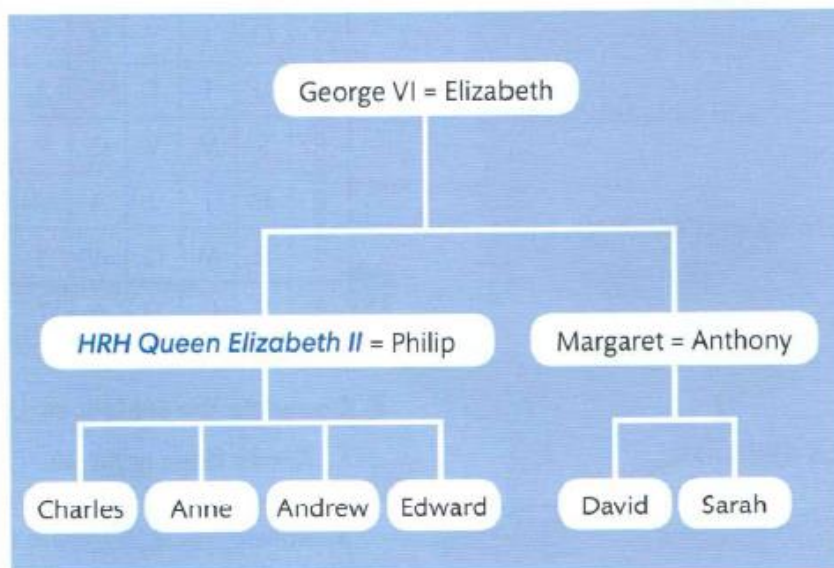 George VI = Elizabeth
HRH Queen Elizabeth II = Philip
Margaret = Anthony
Charles
Anne
Andrew
Edward
David
Sarah